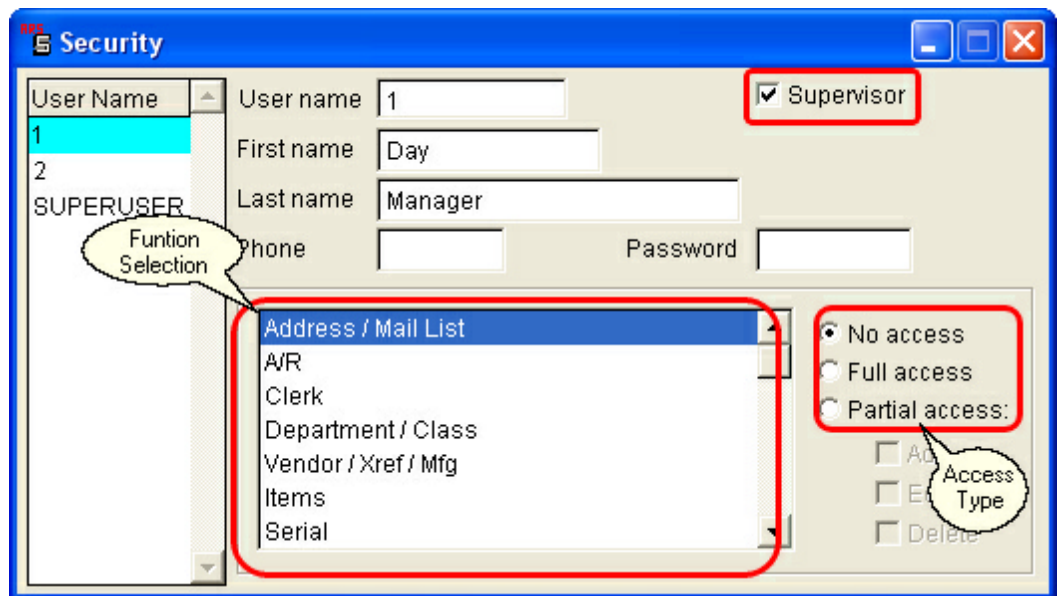 RPS
Security
User Name
1
2
SUPERUSER
User name 1
Supervisor
First name Day
Last name Manager
Phone
Password
Funtion
Selection
Address / Mail List
A/R
Clerk
Department / Class
Vendor / Xref / Mfg
Items
Serial
No access
Full access
Partial access:
Delete
Access
Type